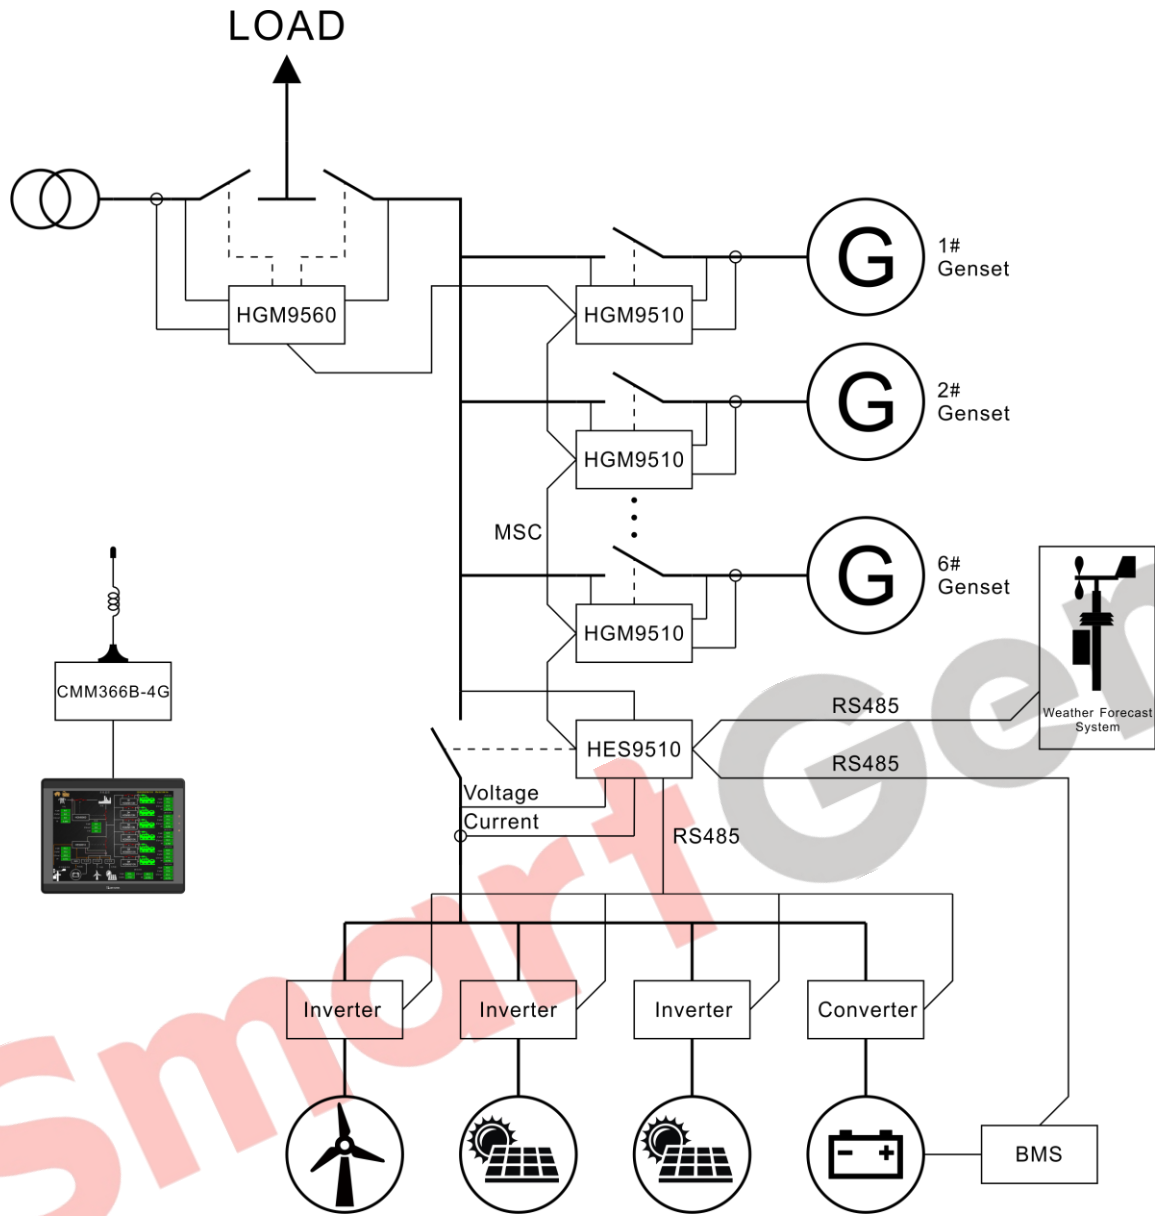 LOAD
HGM9560
G
1#
Genset
HGM9510
G
2#
Genset
HGM9510
MSC
G
6#
Genset
HGM9510
CMM366B-4G
HES9510
RS485
RS485
Weather Forecast
System
Voltage
Current
RS485
Inverter
Inverter
Inverter
Converter
BMS
SmartGen